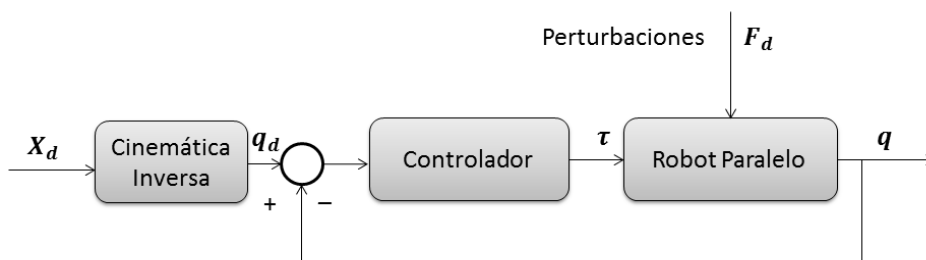 Perturbaciones
F_d
X_d
Cinemática
Inversa
q_d
+
−
Controlador
τ
Robot Paralelo
q